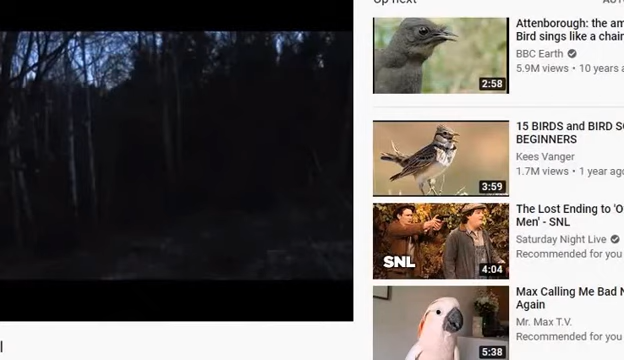 Up next
Attenborough: the am
Bird sings like a chain
BBC Earth
5.9M views • 10 years a
2:58
15 BIRDS and BIRD S
BEGINNERS
Kees Vanger
1.7M views • 1 year ago
3:59
The Lost Ending to 'O
Men' - SNL
Saturday Night Live
Recommended for you
SNL
4:04
Max Calling Me Bad N
Again
Mr. Max T.V.
Recommended for you
5:38